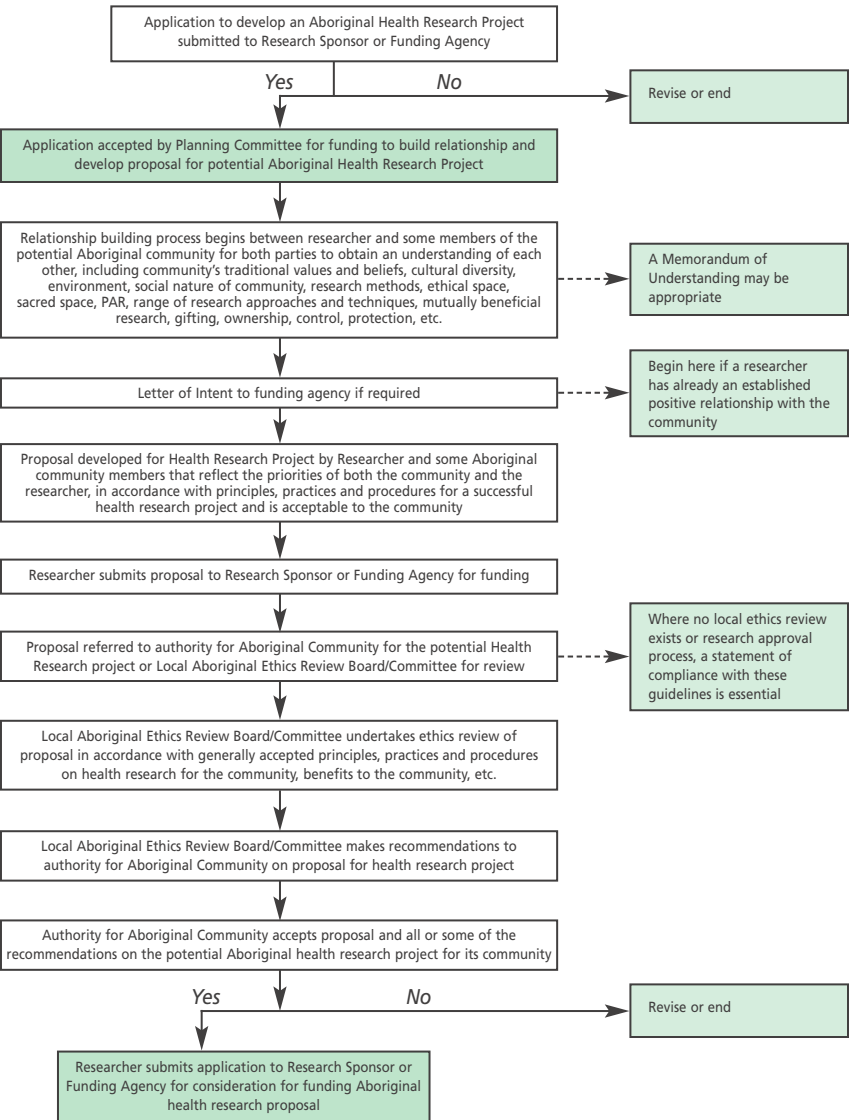 Application to develop an Aboriginal Health Research Project
submitted to Research Sponsor or Funding Agency
Yes
No
Revise or end
Application accepted by Planning Committee for funding to build relationship and
develop proposal for potential Aboriginal Health Research Project
Relationship building process begins between researcher and some members of the
potential Aboriginal community for both parties to obtain an understanding of each
other, including community's traditional values and beliefs, cultural diversity,
environment, social nature of community, research methods, ethical space,
sacred space, PAR, range of research approaches and techniques, mutually beneficial
research, gifting, ownership, control, protection, etc.
A Memorandum of
Understanding may be
appropriate
Letter of Intent to funding agency if required
Begin here if a researcher
has already an established
positive relationship with the
community
Proposal developed for Health Research Project by Researcher and some Aboriginal
community members that reflect the priorities of both the community and the
researcher, in accordance with principles, practices and procedures for a successful
health research project and is acceptable to the community
Researcher submits proposal to Research Sponsor or Funding Agency for funding
Proposal referred to authority for Aboriginal Community for the potential Health
Research project or Local Aboriginal Ethics Review Board/Committee for review
Where no local ethics review
exists or research approval
process, a statement of
compliance with these
guidelines is essential
Local Aboriginal Ethics Review Board/Committee undertakes ethics review of
proposal in accordance with generally accepted principles, practices and procedures
on health research for the community, benefits to the community, etc.
Local Aboriginal Ethics Review Board/Committee makes recommendations to
authority for Aboriginal Community on proposal for health research project
Authority for Aboriginal Community accepts proposal and all or some of the
recommendations on the potential Aboriginal health research project for its community
Yes
No
Revise or end
Researcher submits application to Research Sponsor or
Funding Agency for consideration for funding Aboriginal
health research proposal